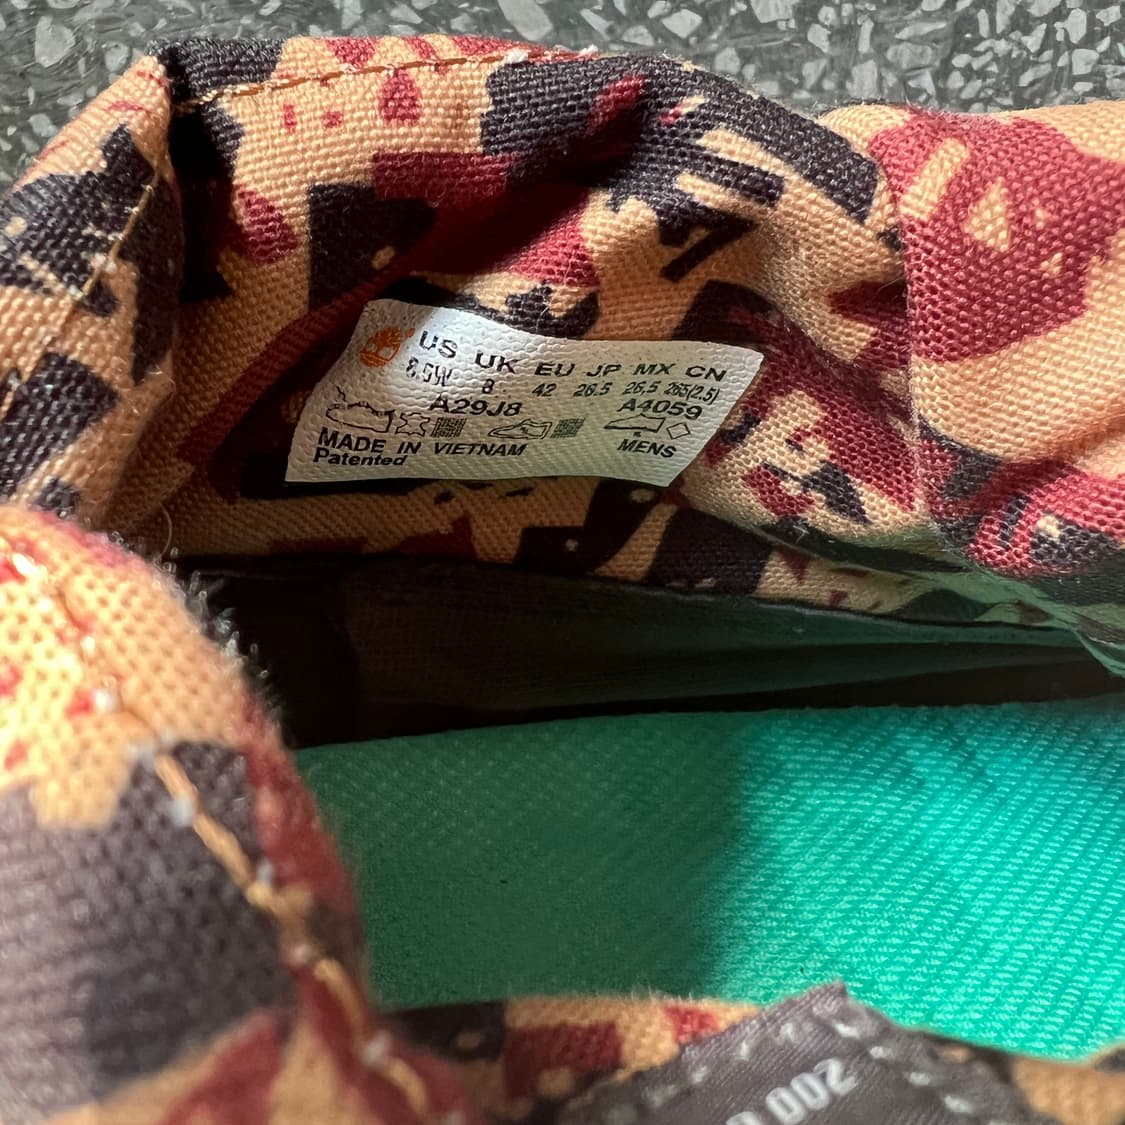 US UK EU JP MX CN
8.5W 8 42 26.5 26,5 265(2.5)
A29J8 A4059
MADE IN VIETNAM MENS
Patented
200